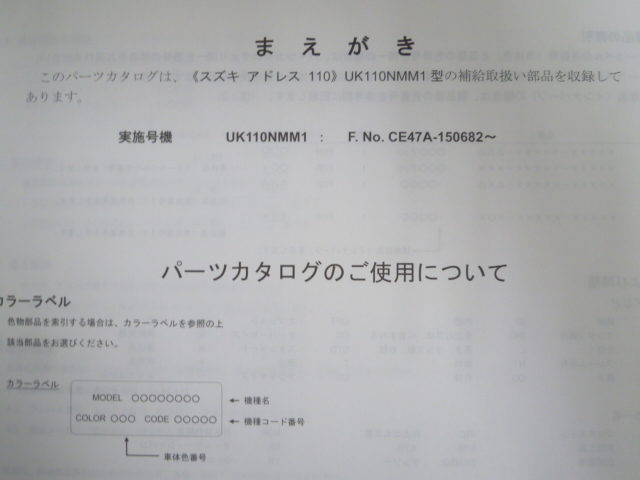 まえがき
このパーツカタログは、《スズキ アドレス 110》UK110NMM1 型の補給取扱い部品を収録して
あります。
実施号機 UK110NMM1 : F. No. CE47A-150682～
パーツカタログのご使用について
カラーラベル
色物部品を索引する場合は、カラーラベルを参照の上
該当部品をお選びください。
カラーラベル
MODEL ○○○○○○○○ ← 機種名
COLOR ○○○ CODE ○○○○○ ← 機種コード番号
車体色番号